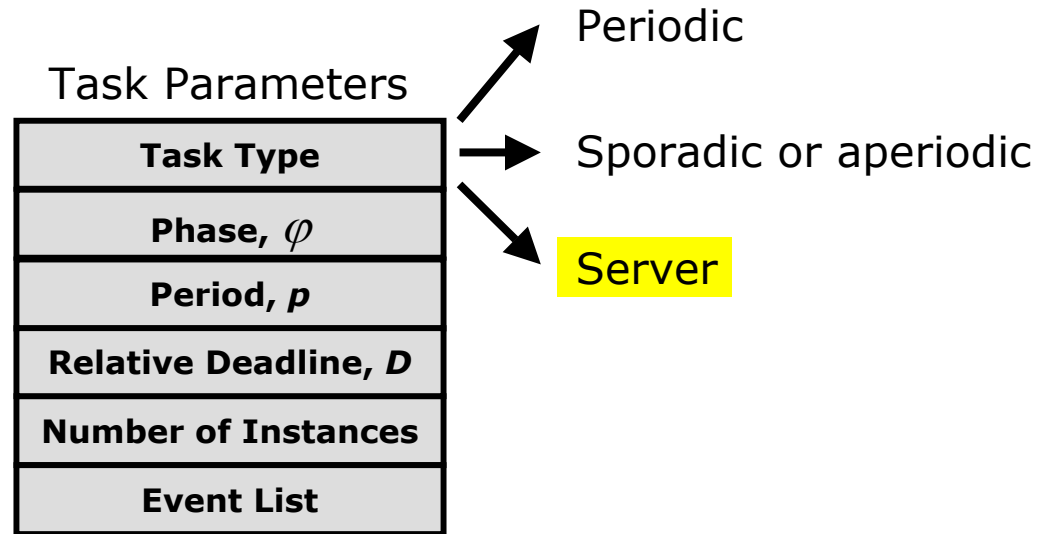 Task Parameters
Task Type
Phase, φ
Period, p
Relative Deadline, D
Number of Instances
Event List
Periodic
Sporadic or aperiodic
Server